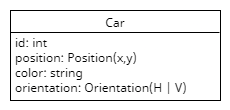 Car
id: int
position: Position(x,y)
color: string
orientation: Orientation(H | V)